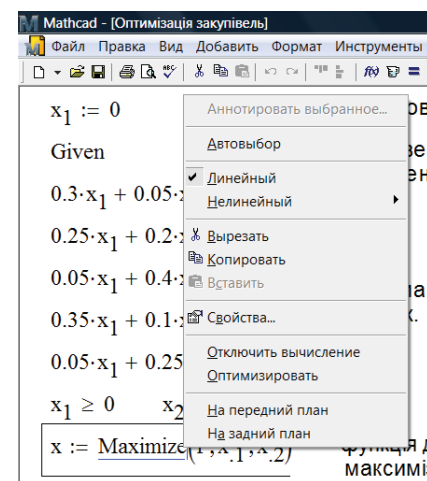 Mathcad - [Оптимізація закупівель]
Файл Правка Вид Добавить Формат Инструменты
x1 := 0
Given
0.3·x1 + 0.05·
0.25·x1 + 0.2·
0.05·x1 + 0.4·
0.35·x1 + 0.1·
0.05·x1 + 0.25
x1 ≥ 0 x2
x := Maximize(f, x.1, x.2)
Аннотировать выбранное...
Автовыбор
Линейный
Нелинейный
Вырезать
Копировать
Вставить
Свойства...
Отключить вычисление
Оптимизировать
На передний план
На задний план
функція
максимі